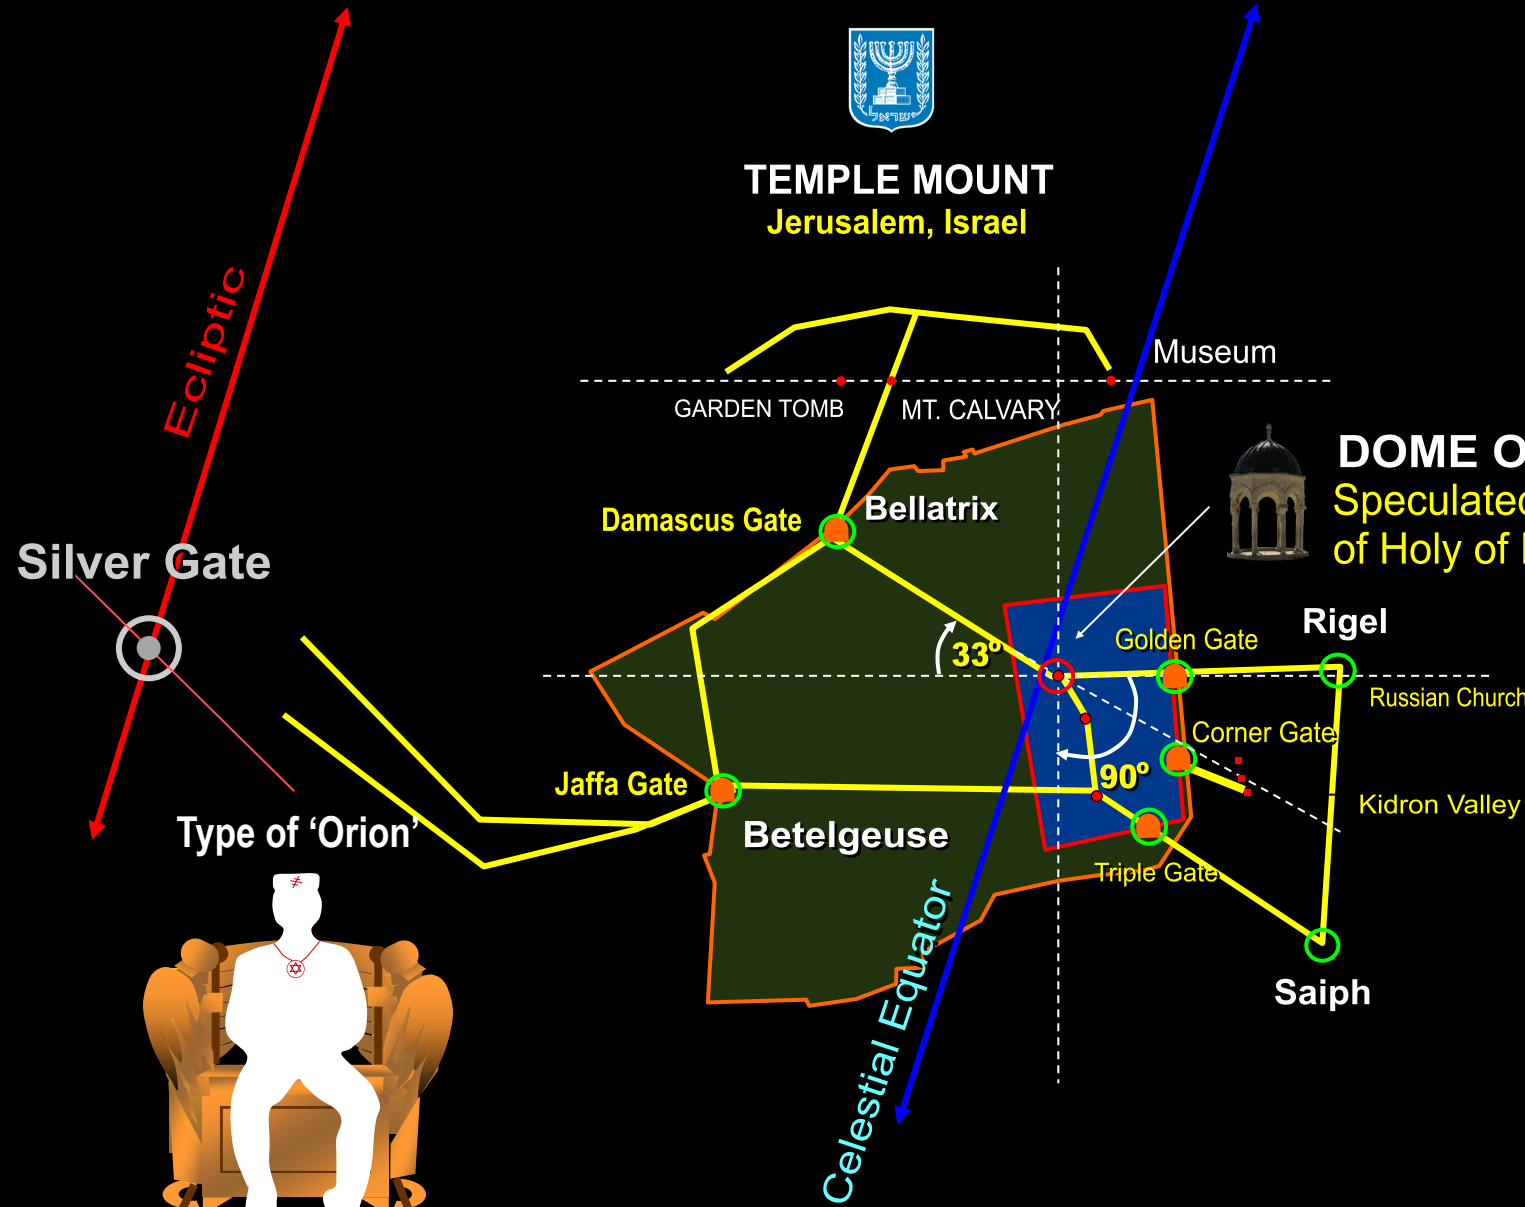 ישראל
TEMPLE MOUNT
Jerusalem, Israel
Ecliptic
Museum
GARDEN TOMB
MT. CALVARY
DOME
Speculated
of Holy of
Damascus Gate
Bellatrix
Silver Gate
Rigel
Golden Gate
33º
Russian Church
Corner Gate
90º
Jaffa Gate
Kidron Valley
Betelgeuse
Type of ‘Orion’
Triple Gate
Celestial Equator
Saiph